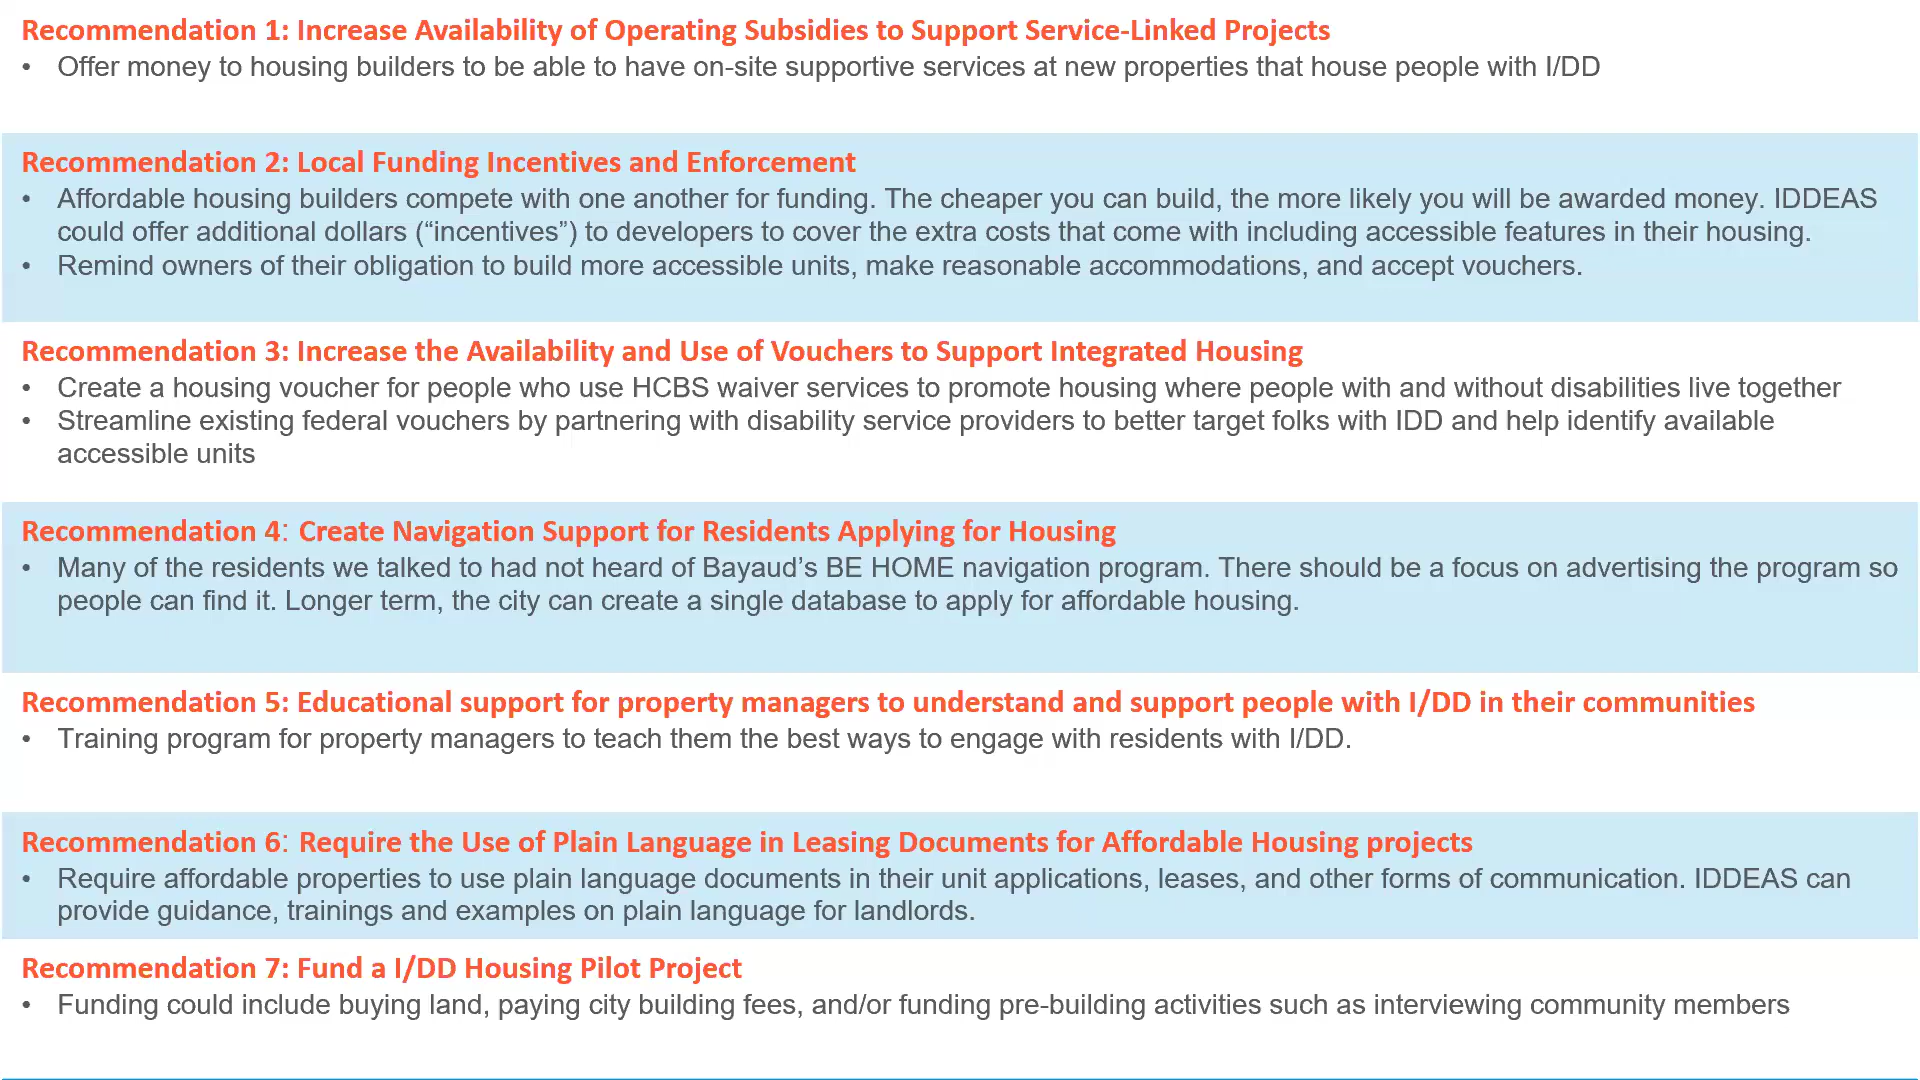 Recommendation 1: Increase Availability of Operating Subsidies to Support Service-Linked Projects
• Offer money to housing builders to be able to have on-site supportive services at new properties that house people with I/DD
Recommendation 2: Local Funding Incentives and Enforcement
• Affordable housing builders compete with one another for funding. The cheaper you can build, the more likely you will be awarded money. IDDEAS
could offer additional dollars (“incentives”) to developers to cover the extra costs that come with including accessible features in their housing.
• Remind owners of their obligation to build more accessible units, make reasonable accommodations, and accept vouchers.
Recommendation 3: Increase the Availability and Use of Vouchers to Support Integrated Housing
• Create a housing voucher for people who use HCBS waiver services to promote housing where people with and without disabilities live together
• Streamline existing federal vouchers by partnering with disability service providers to better target folks with IDD and help identify available
accessible units
Recommendation 4: Create Navigation Support for Residents Applying for Housing
• Many of the residents we talked to had not heard of Bayaud’s BE HOME navigation program. There should be a focus on advertising the program so
people can find it. Longer term, the city can create a single database to apply for affordable housing.
Recommendation 5: Educational support for property managers to understand and support people with I/DD in their communities
• Training program for property managers to teach them the best ways to engage with residents with I/DD.
Recommendation 6: Require the Use of Plain Language in Leasing Documents for Affordable Housing projects
• Require affordable properties to use plain language documents in their unit applications, leases, and other forms of communication. IDDEAS can
provide guidance, trainings and examples on plain language for landlords.
Recommendation 7: Fund a I/DD Housing Pilot Project
• Funding could include buying land, paying city building fees, and/or funding pre-building activities such as interviewing community members